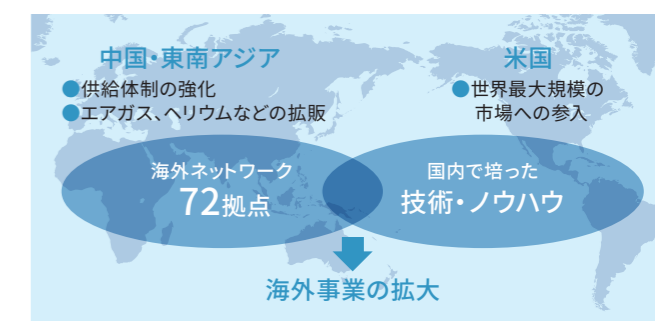 中国・東南アジア
●供給体制の強化
●エアガス、ヘリウムなどの拡販
米国
●世界最大規模の
市場への参入
海外ネットワーク
72拠点
国内で培った
技術・ノウハウ
海外事業の拡大